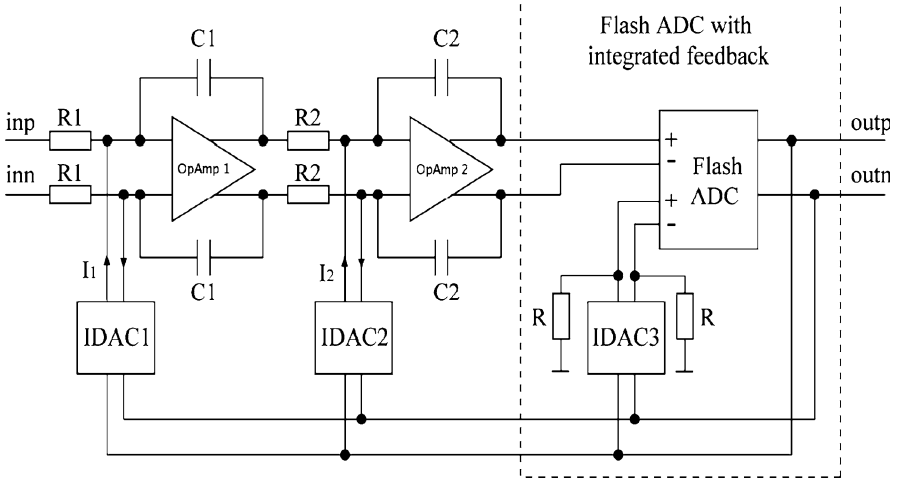 Flash ADC with
integrated feedback
C1
C2
inp
R1
R2
outp
+
-
OpAmp 1
OpAmp 2
Flash
ADC
inn
R1
R2
outn
+
-
I1
C1
I2
C2
R
R
IDAC1
IDAC2
IDAC3